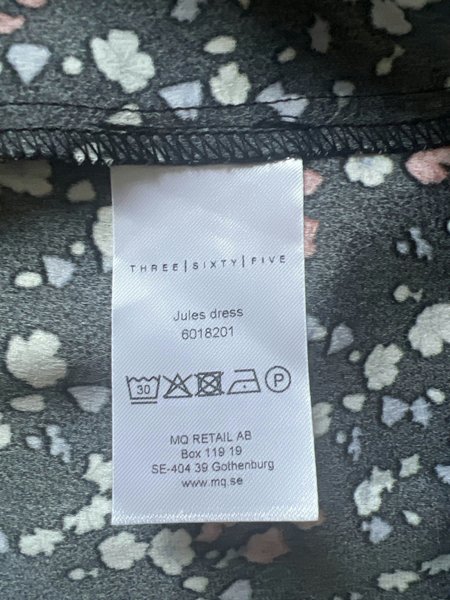 THREE|SIXTY|FIVE
Jules dress
6018201
30 P
MQ RETAIL AB
Box 119 19
SE-404 39 Gothenburg
www.mq.se